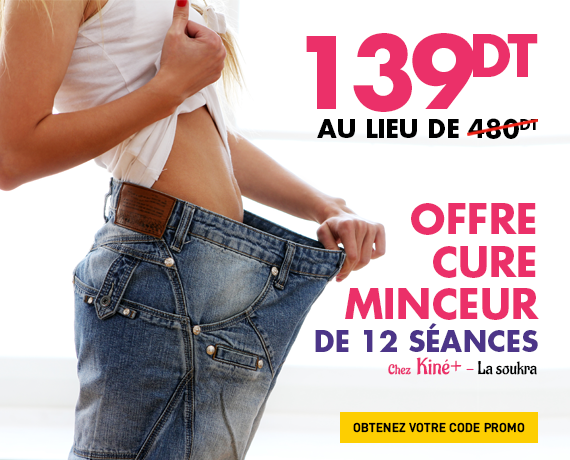 139DT
AU LIEU DE 480DT
OFFRE
CURE
MINCEUR
DE 12 SÉANCES
Chez Kiné+ – La soukra
OBTENEZ VOTRE CODE PROMO